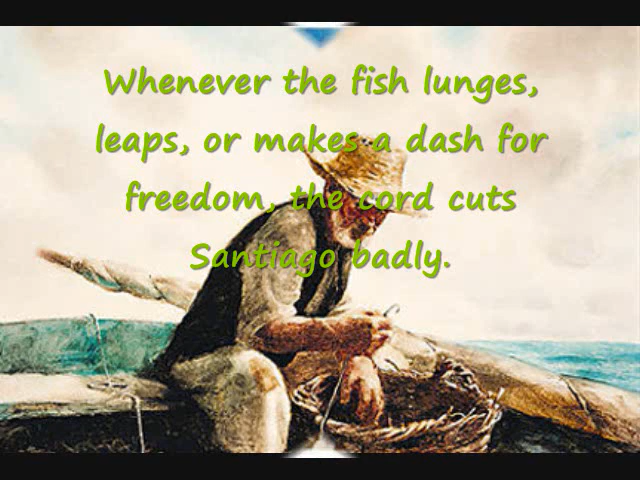 Whenever the fish lunges,
leaps, or makes a dash for
freedom, the cord cuts
Santiago badly.